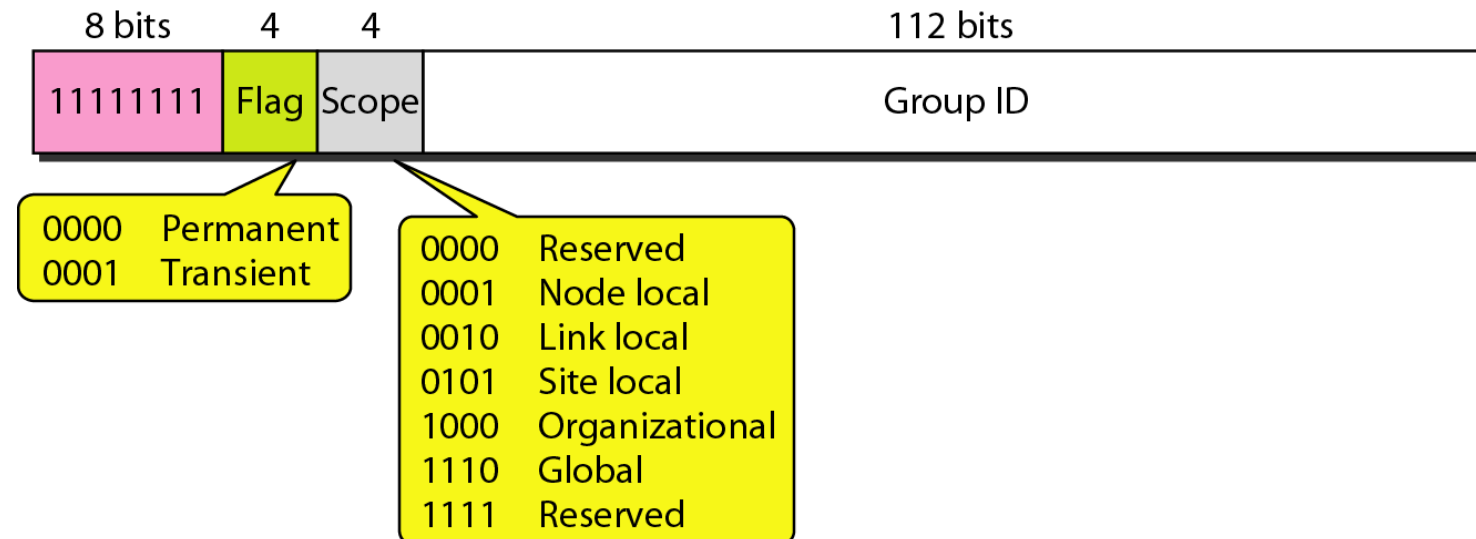 8 bits 4 4 112 bits
11111111 Flag Scope Group ID
0000 Permanent
0001 Transient
0000 Reserved
0001 Node local
0010 Link local
0101 Site local
1000 Organizational
1110 Global
1111 Reserved